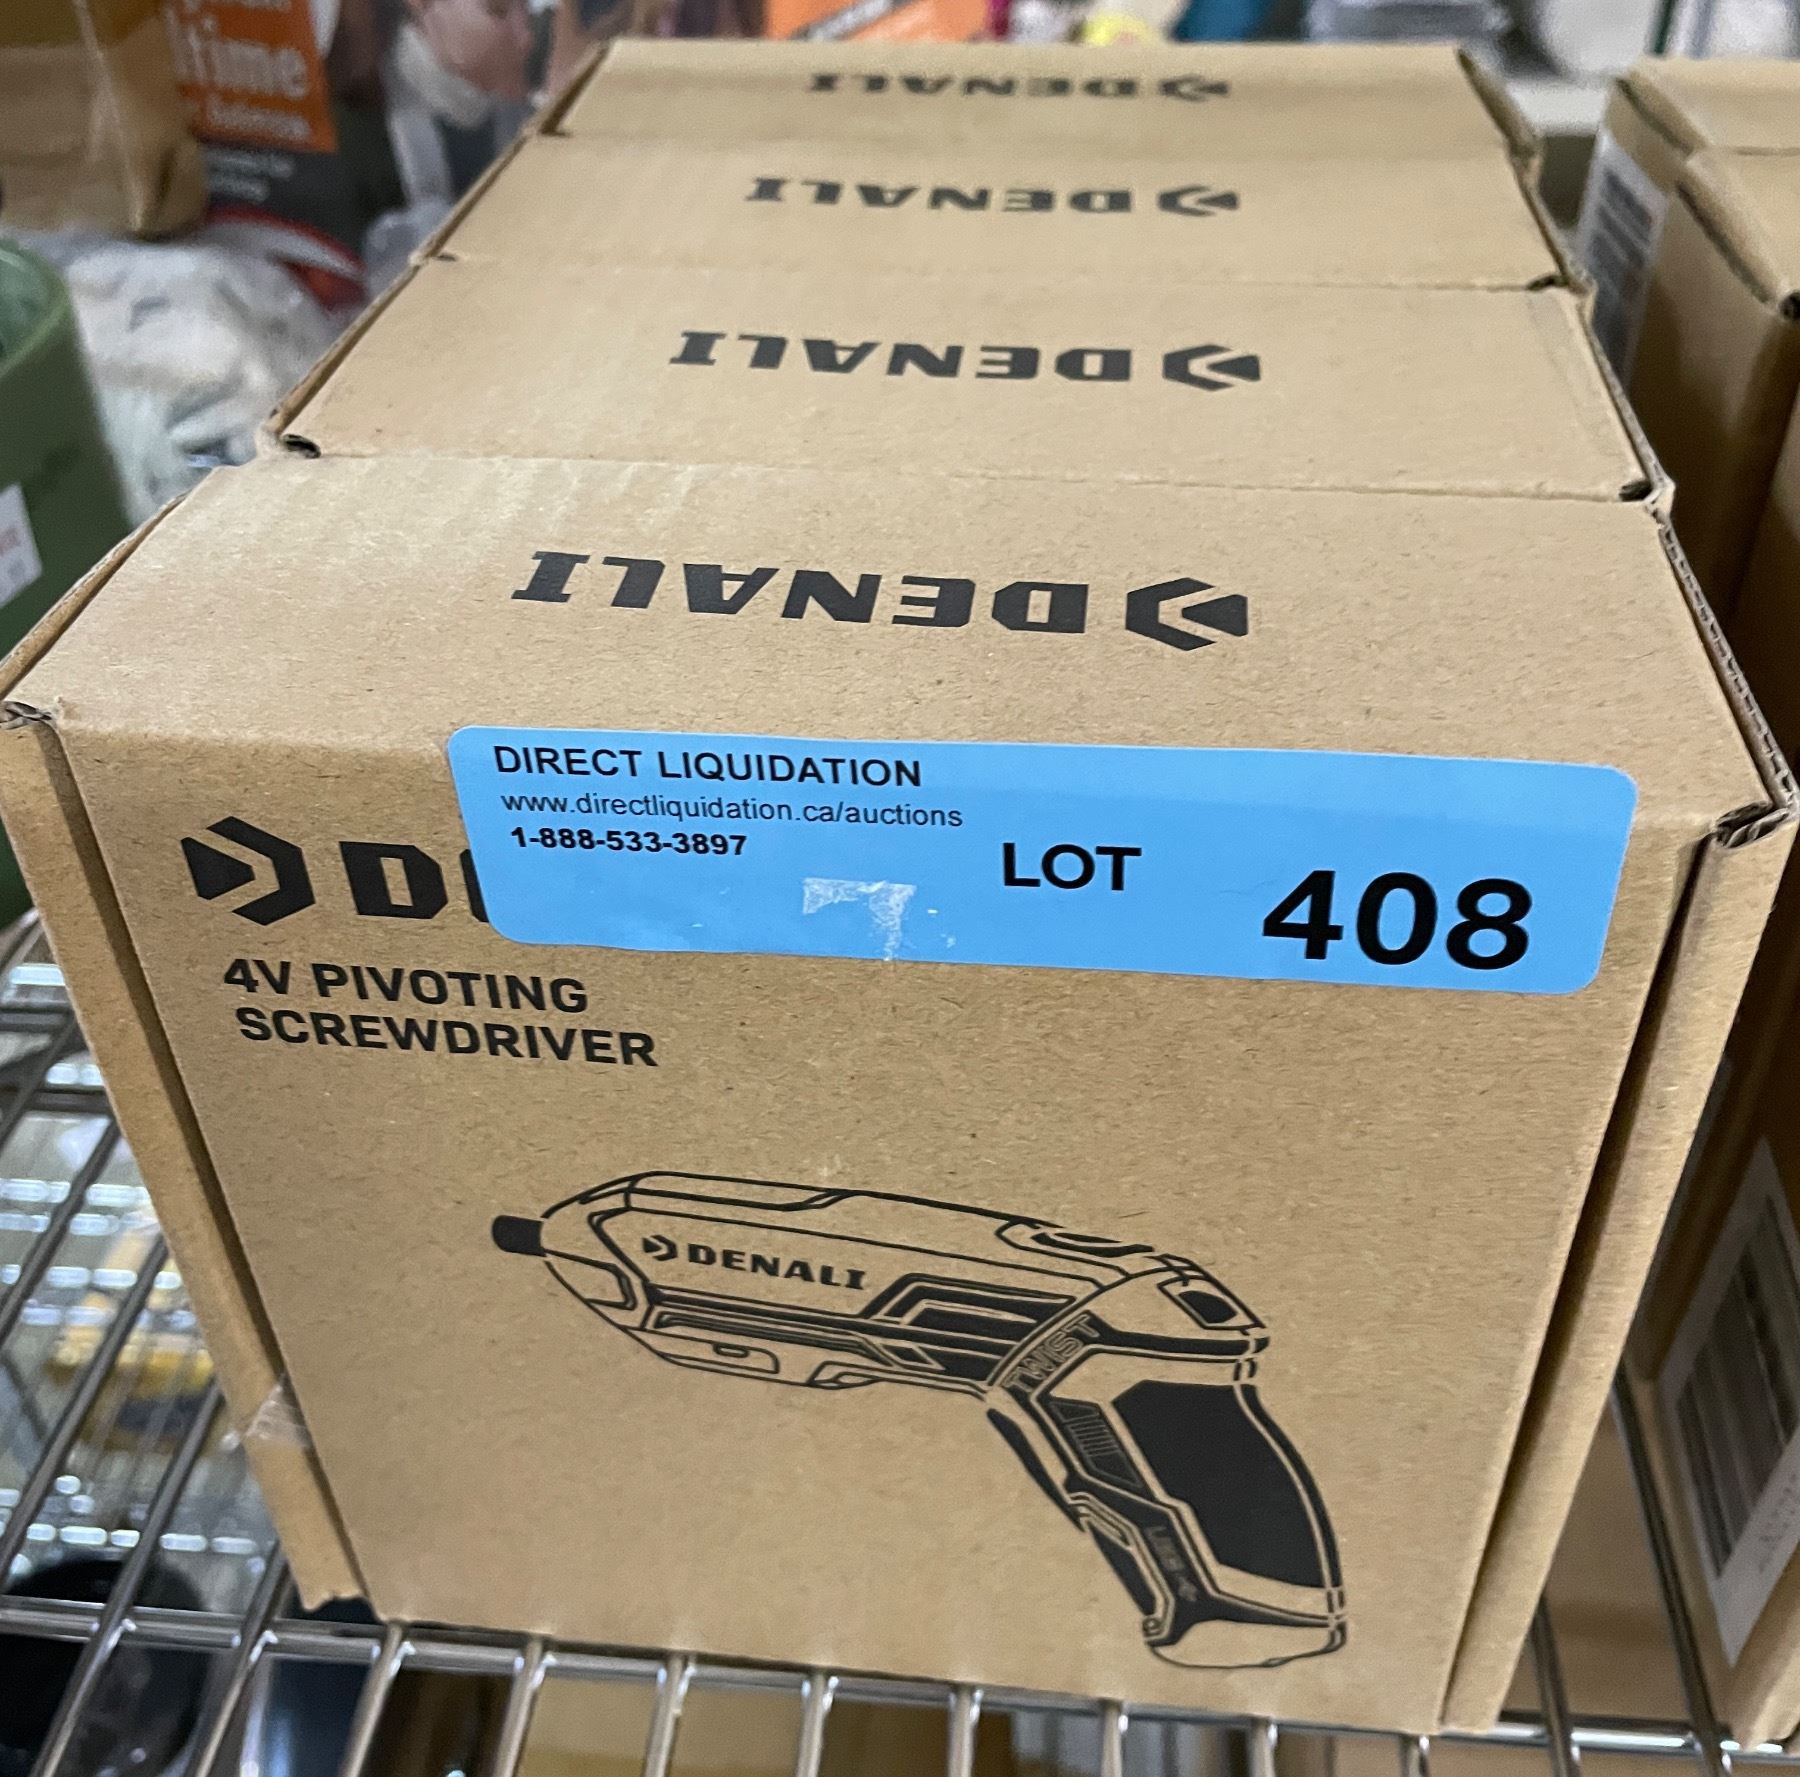 DENALI
DENALI
DENALI
DENALI
DIRECT LIQUIDATION
www.directliquidation.ca/auctions
1-888-533-3897
LOT 408
4V PIVOTING
SCREWDRIVER
DENALI
TWIST
time